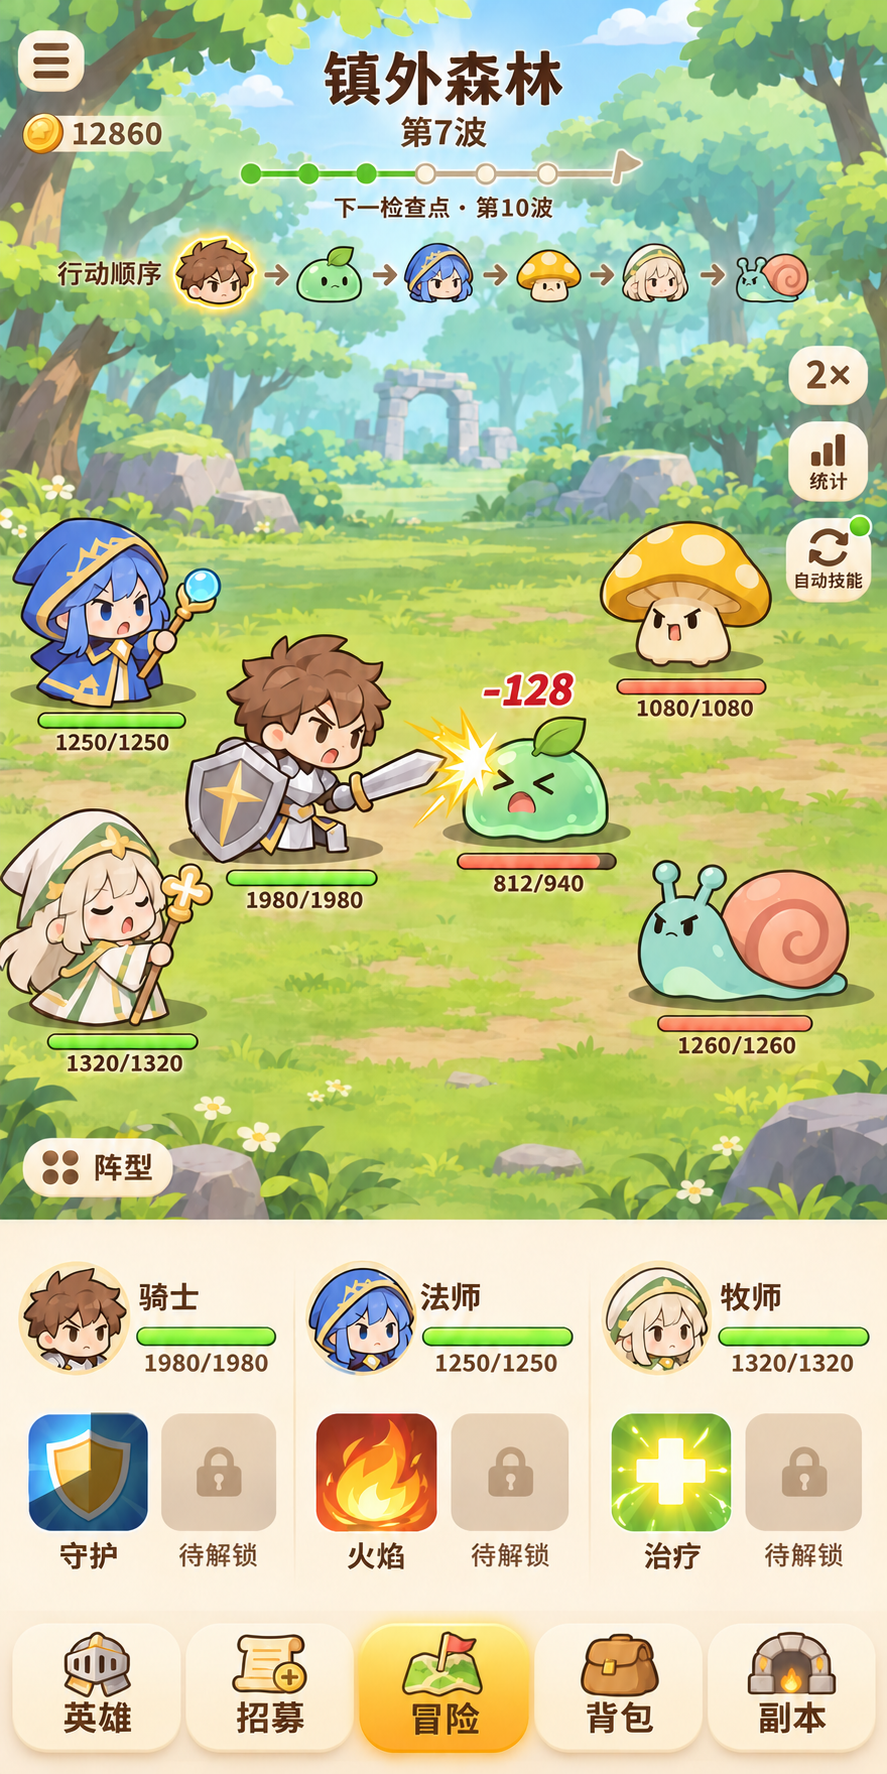 镇外森林
12860
第7波
下一检查点·第10波
行动顺序
2×
统计
自动技能
-128
1080/1080
1250/1250
812/940
1980/1980
1260/1260
1320/1320
阵型
骑士
1980/1980
法师
1250/1250
牧师
1320/1320
守护
待解锁
火焰
待解锁
治疗
待解锁
英雄
招募
冒险
背包
副本